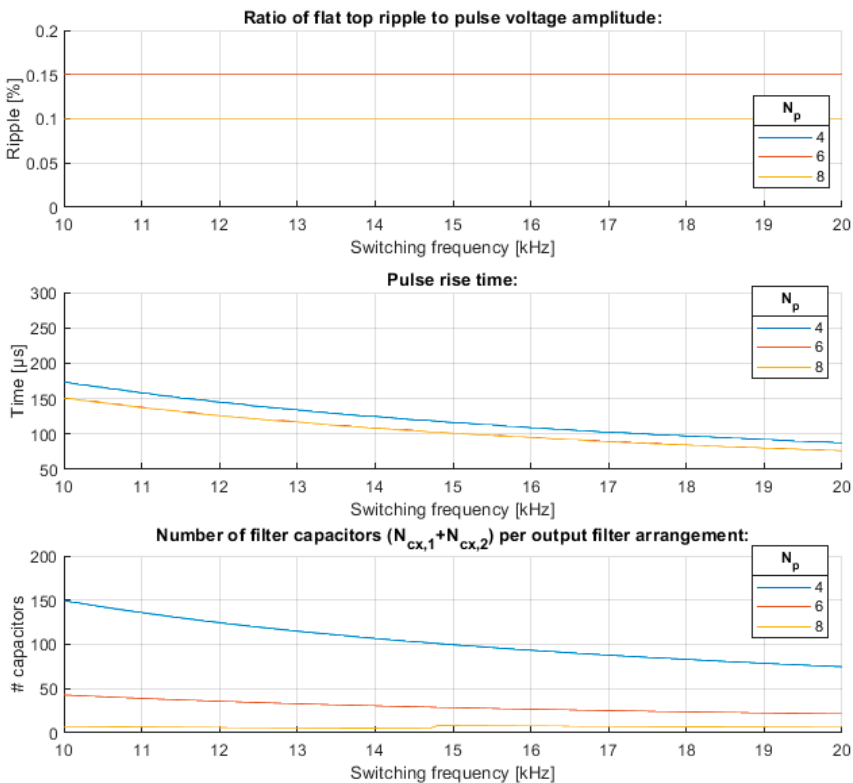 Ratio of flat top ripple to pulse voltage amplitude:
Ripple [%]
0.2
0.15
0.1
0.05
0
10 11 12 13 14 15 16 17 18 19 20
Switching frequency [kHz]
N_p
4
6
8
Pulse rise time:
Time [µs]
300
250
200
150
100
50
10 11 12 13 14 15 16 17 18 19 20
Switching frequency [kHz]
N_p
4
6
8
Number of filter capacitors (N_cx,1+N_cx,2) per output filter arrangement:
# capacitors
200
150
100
50
0
10 11 12 13 14 15 16 17 18 19 20
Switching frequency [kHz]
N_p
4
6
8